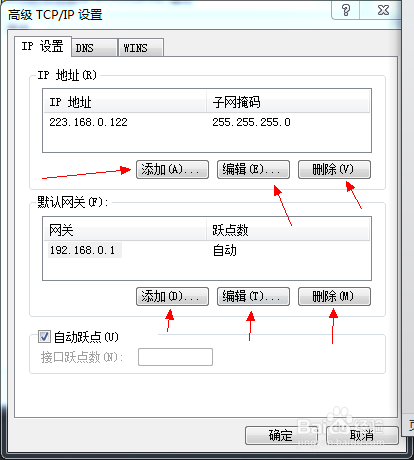 高级 TCP/IP 设置
IP 设置 DNS WINS
IP 地址(R)
IP 地址 子网掩码
223.168.0.122 255.255.255.0
添加(A)... 编辑(E)... 删除(V)
默认网关(F):
网关 跃点数
192.168.0.1 自动
添加(D)... 编辑(T)... 删除(M)
自动跃点(U)
接口跃点数(N):
Baidu 经验
确定 取消